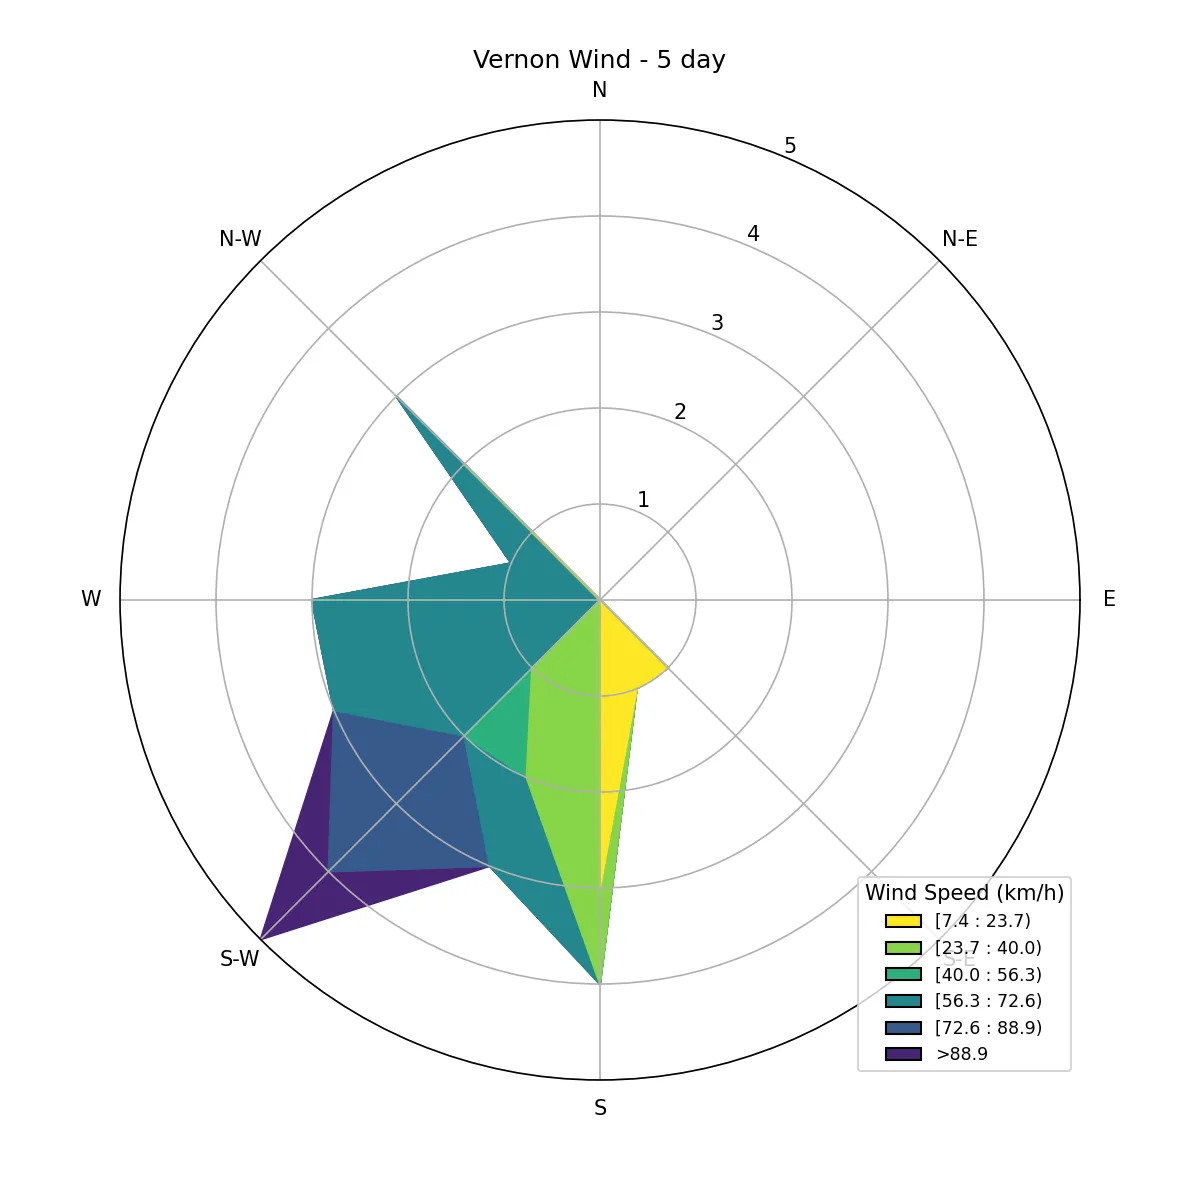 Vernon Wind - 5 day
N
5
N-W
4
N-E
3
2
1
W
E
S-W
S-E
S
Wind Speed (km/h)
[7.4 : 23.7)
[23.7 : 40.0)
[40.0 : 56.3)
[56.3 : 72.6)
[72.6 : 88.9)
>88.9